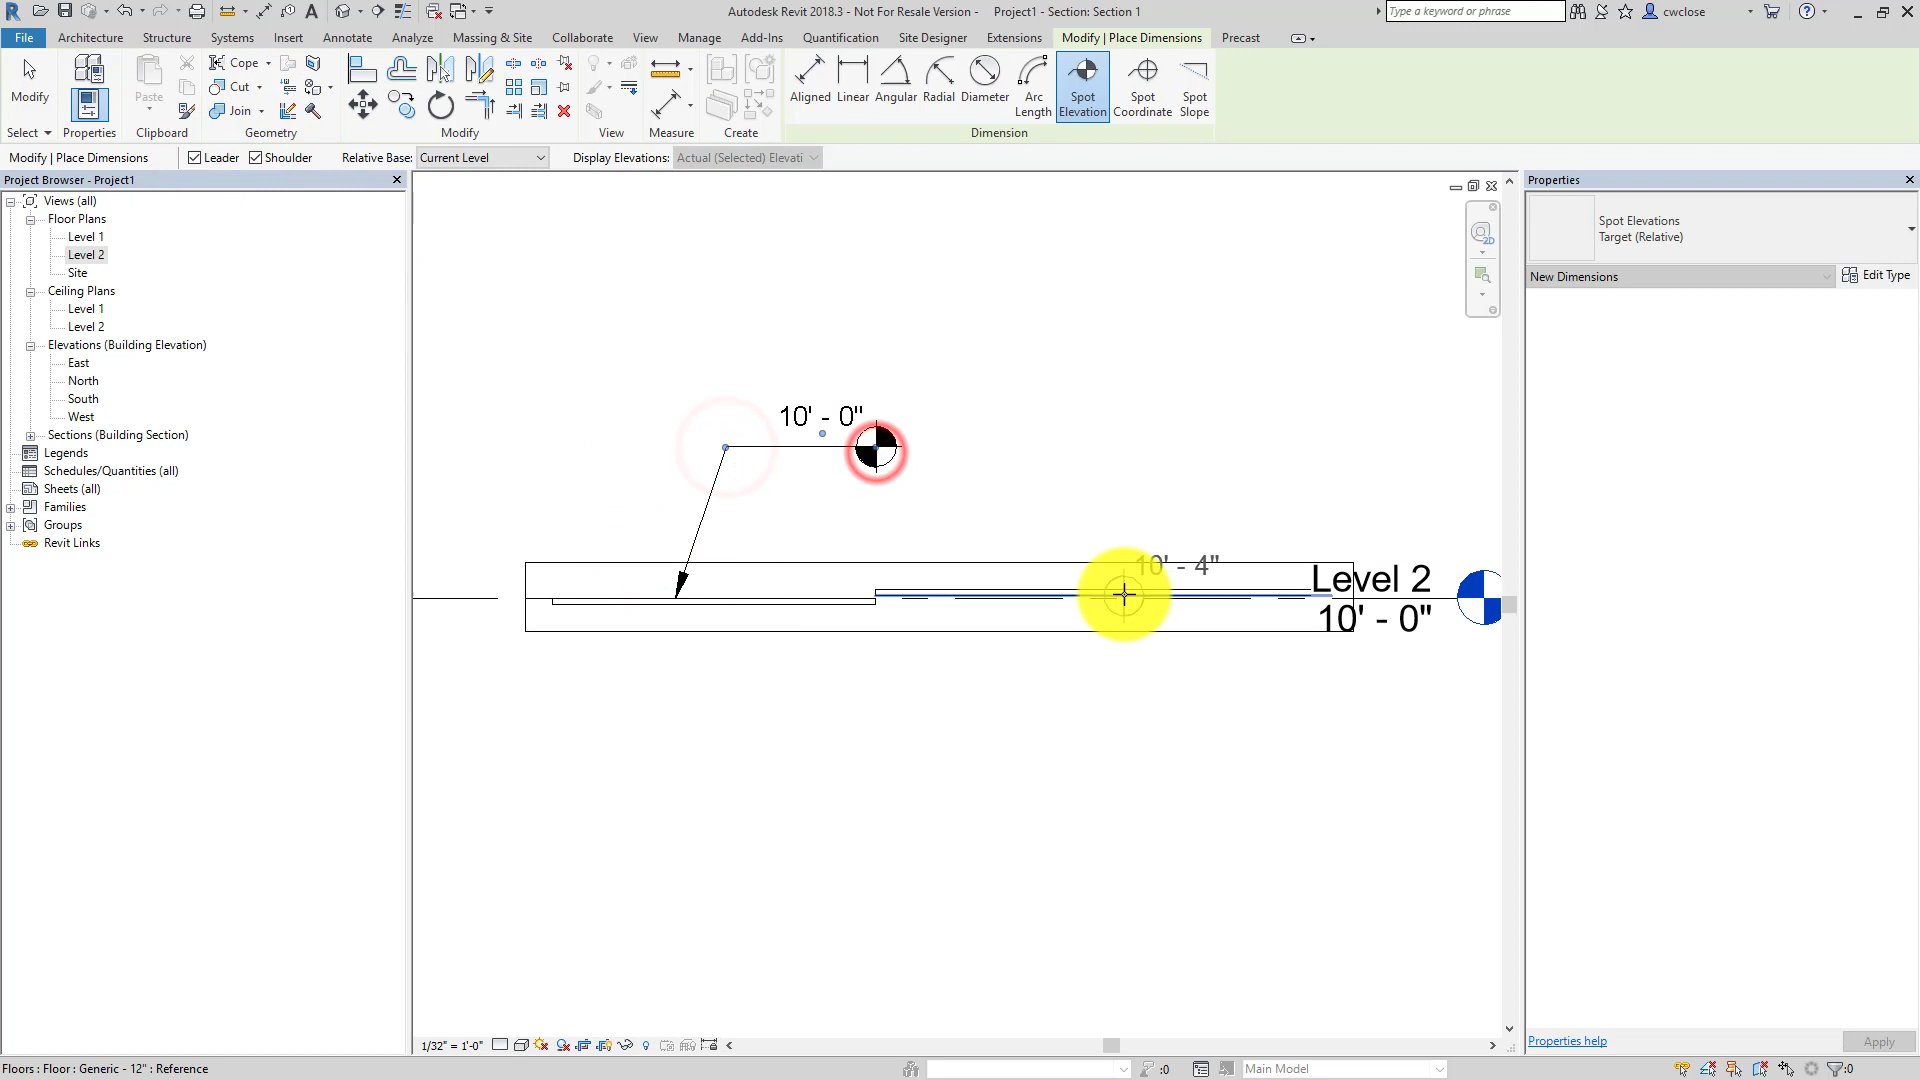 Autodesk Revit 2018.3 - Not For Resale Version - Project1 - Section: Section 1
Type a keyword or phrase
cwclose
File Architecture Structure Systems Insert Annotate Analyze Massing & Site Collaborate View Manage Add-Ins Quantification Site Designer Extensions Modify | Place Dimensions Precast
Modify Paste Cope Cut Join
Aligned Linear Angular Radial Diameter Arc Length Spot Elevation Spot Coordinate Spot Slope
Select Properties Clipboard Geometry Modify View Measure Create Dimension
Modify | Place Dimensions Leader Shoulder Relative Base: Current Level Display Elevations: Actual (Selected) Elevati
Project Browser - Project1
Views (all)
Floor Plans
Level 1
Level 2
Site
Ceiling Plans
Level 1
Level 2
Elevations (Building Elevation)
East
North
South
West
Sections (Building Section)
Legends
Schedules/Quantities (all)
Sheets (all)
Families
Groups
Revit Links
2D
10' - 0"
10' - 4"
Level 2
10' - 0"
Properties
Spot Elevations
Target (Relative)
New Dimensions
Edit Type
Properties help
Apply
1/32" = 1'-0"
Floors : Floor : Generic - 12" : Reference
:0
Main Model
:0